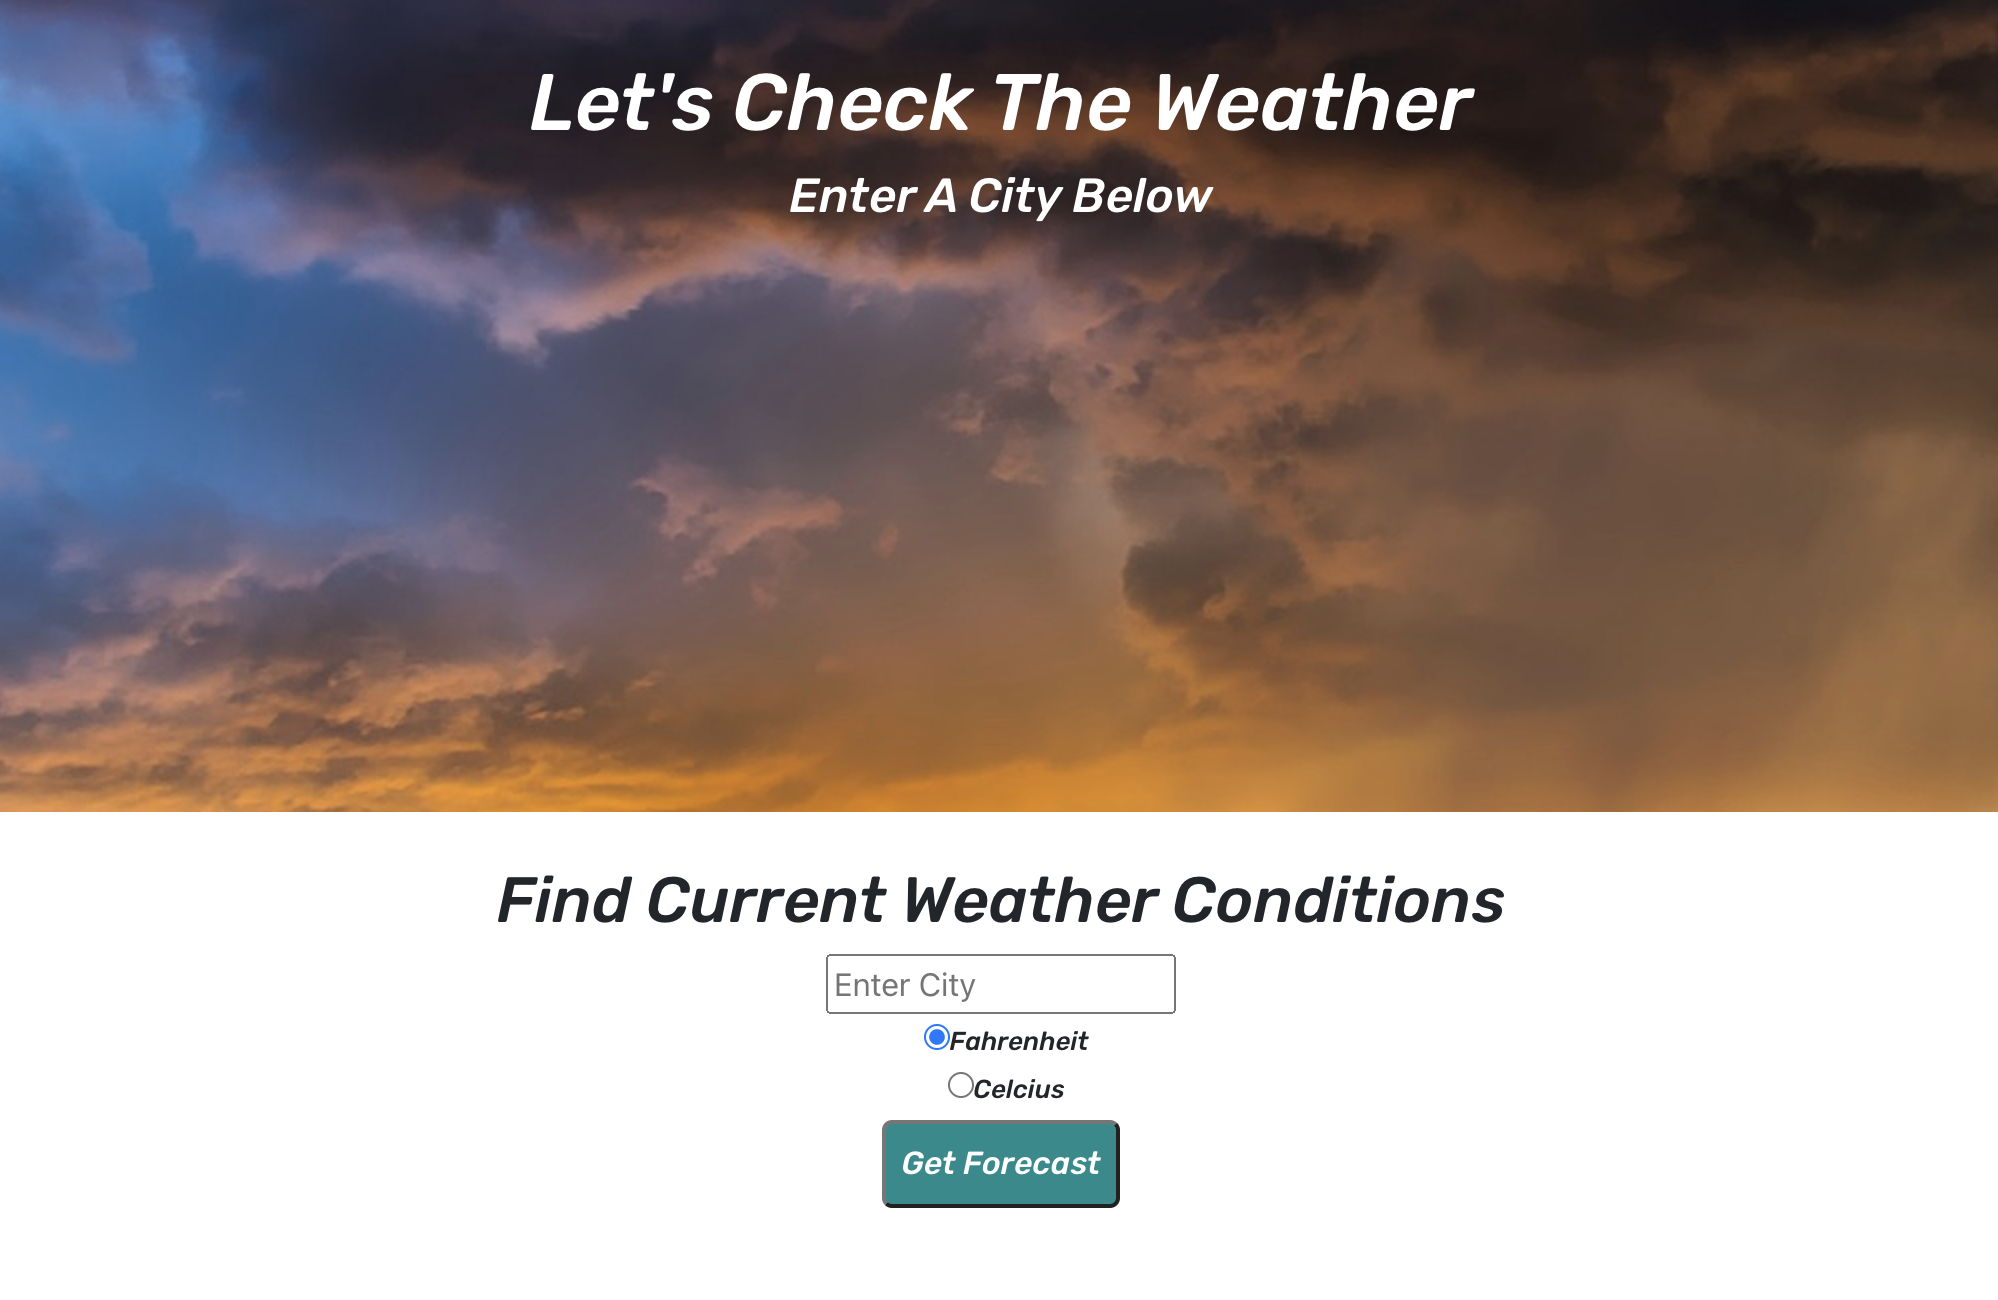 Let's Check The Weather
Enter A City Below
Find Current Weather Conditions
Enter City
Fahrenheit
Celcius
Get Forecast